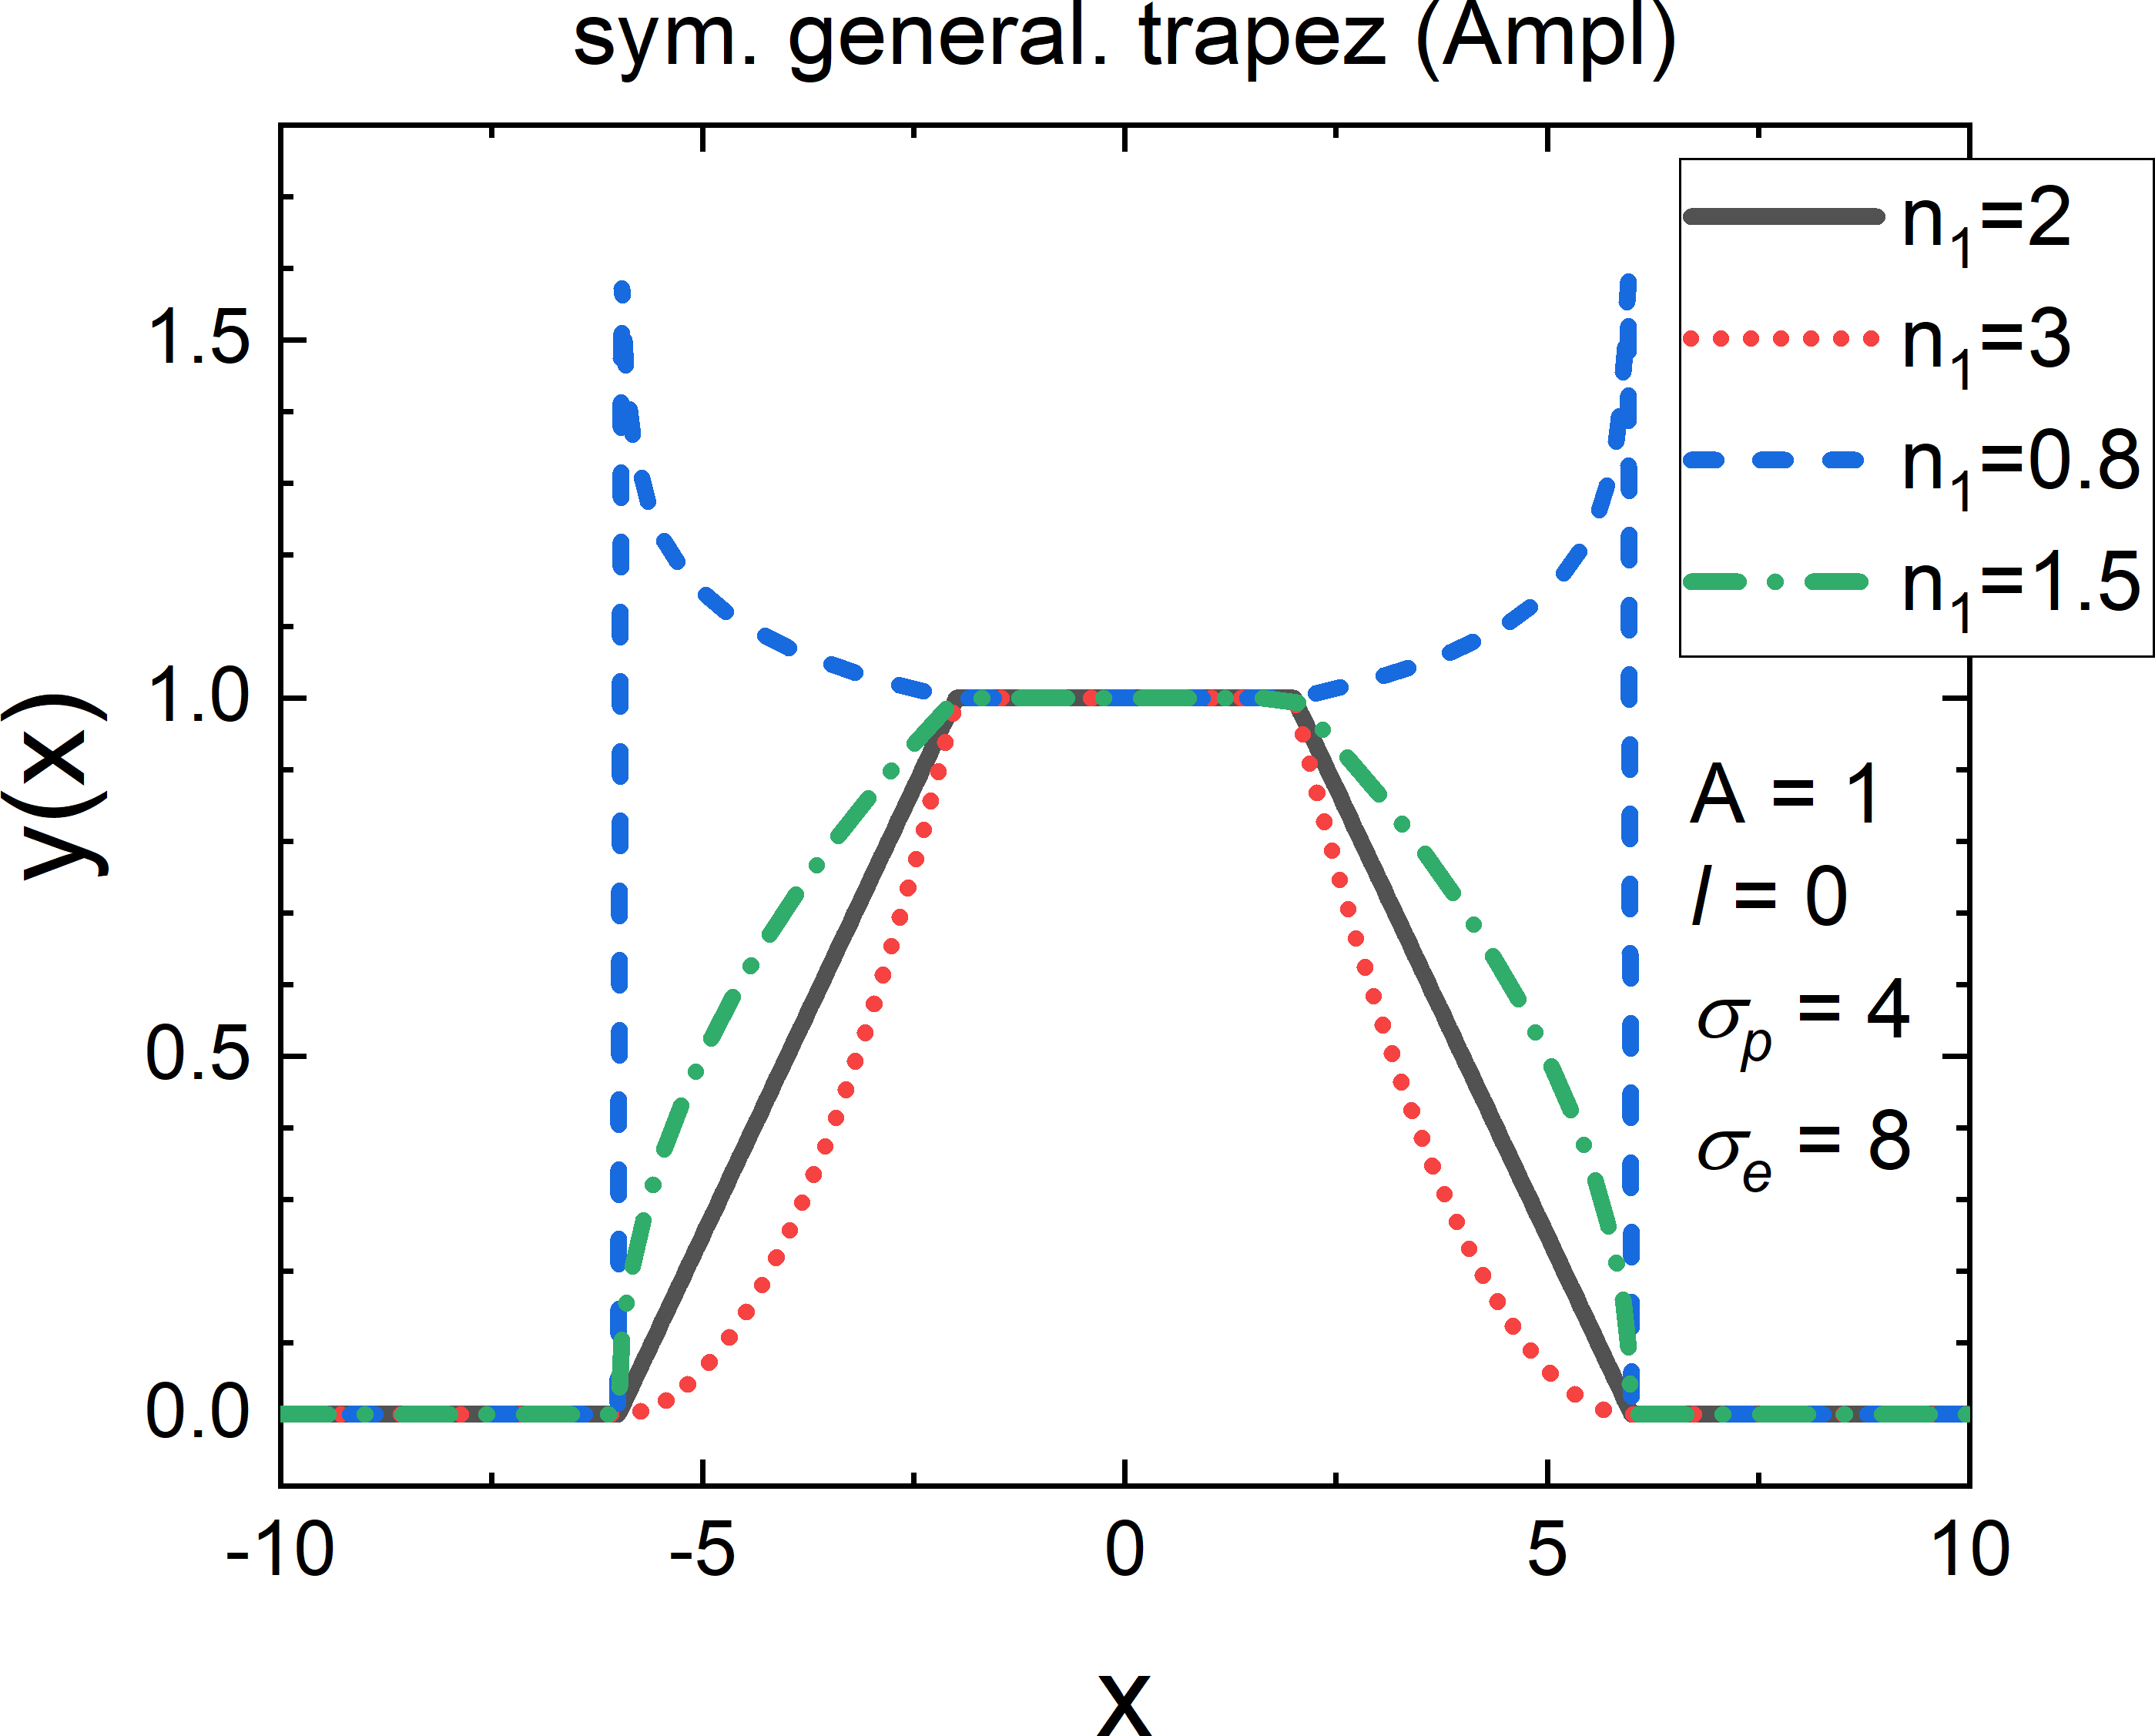 sym. general. trapez (Ampl)
n₁=2
n₁=3
n₁=0.8
n₁=1.5
1.5
1.0
0.5
0.0
y(x)
A = 1
l = 0
σₚ = 4
σₑ = 8
-10 -5 0 5 10
x